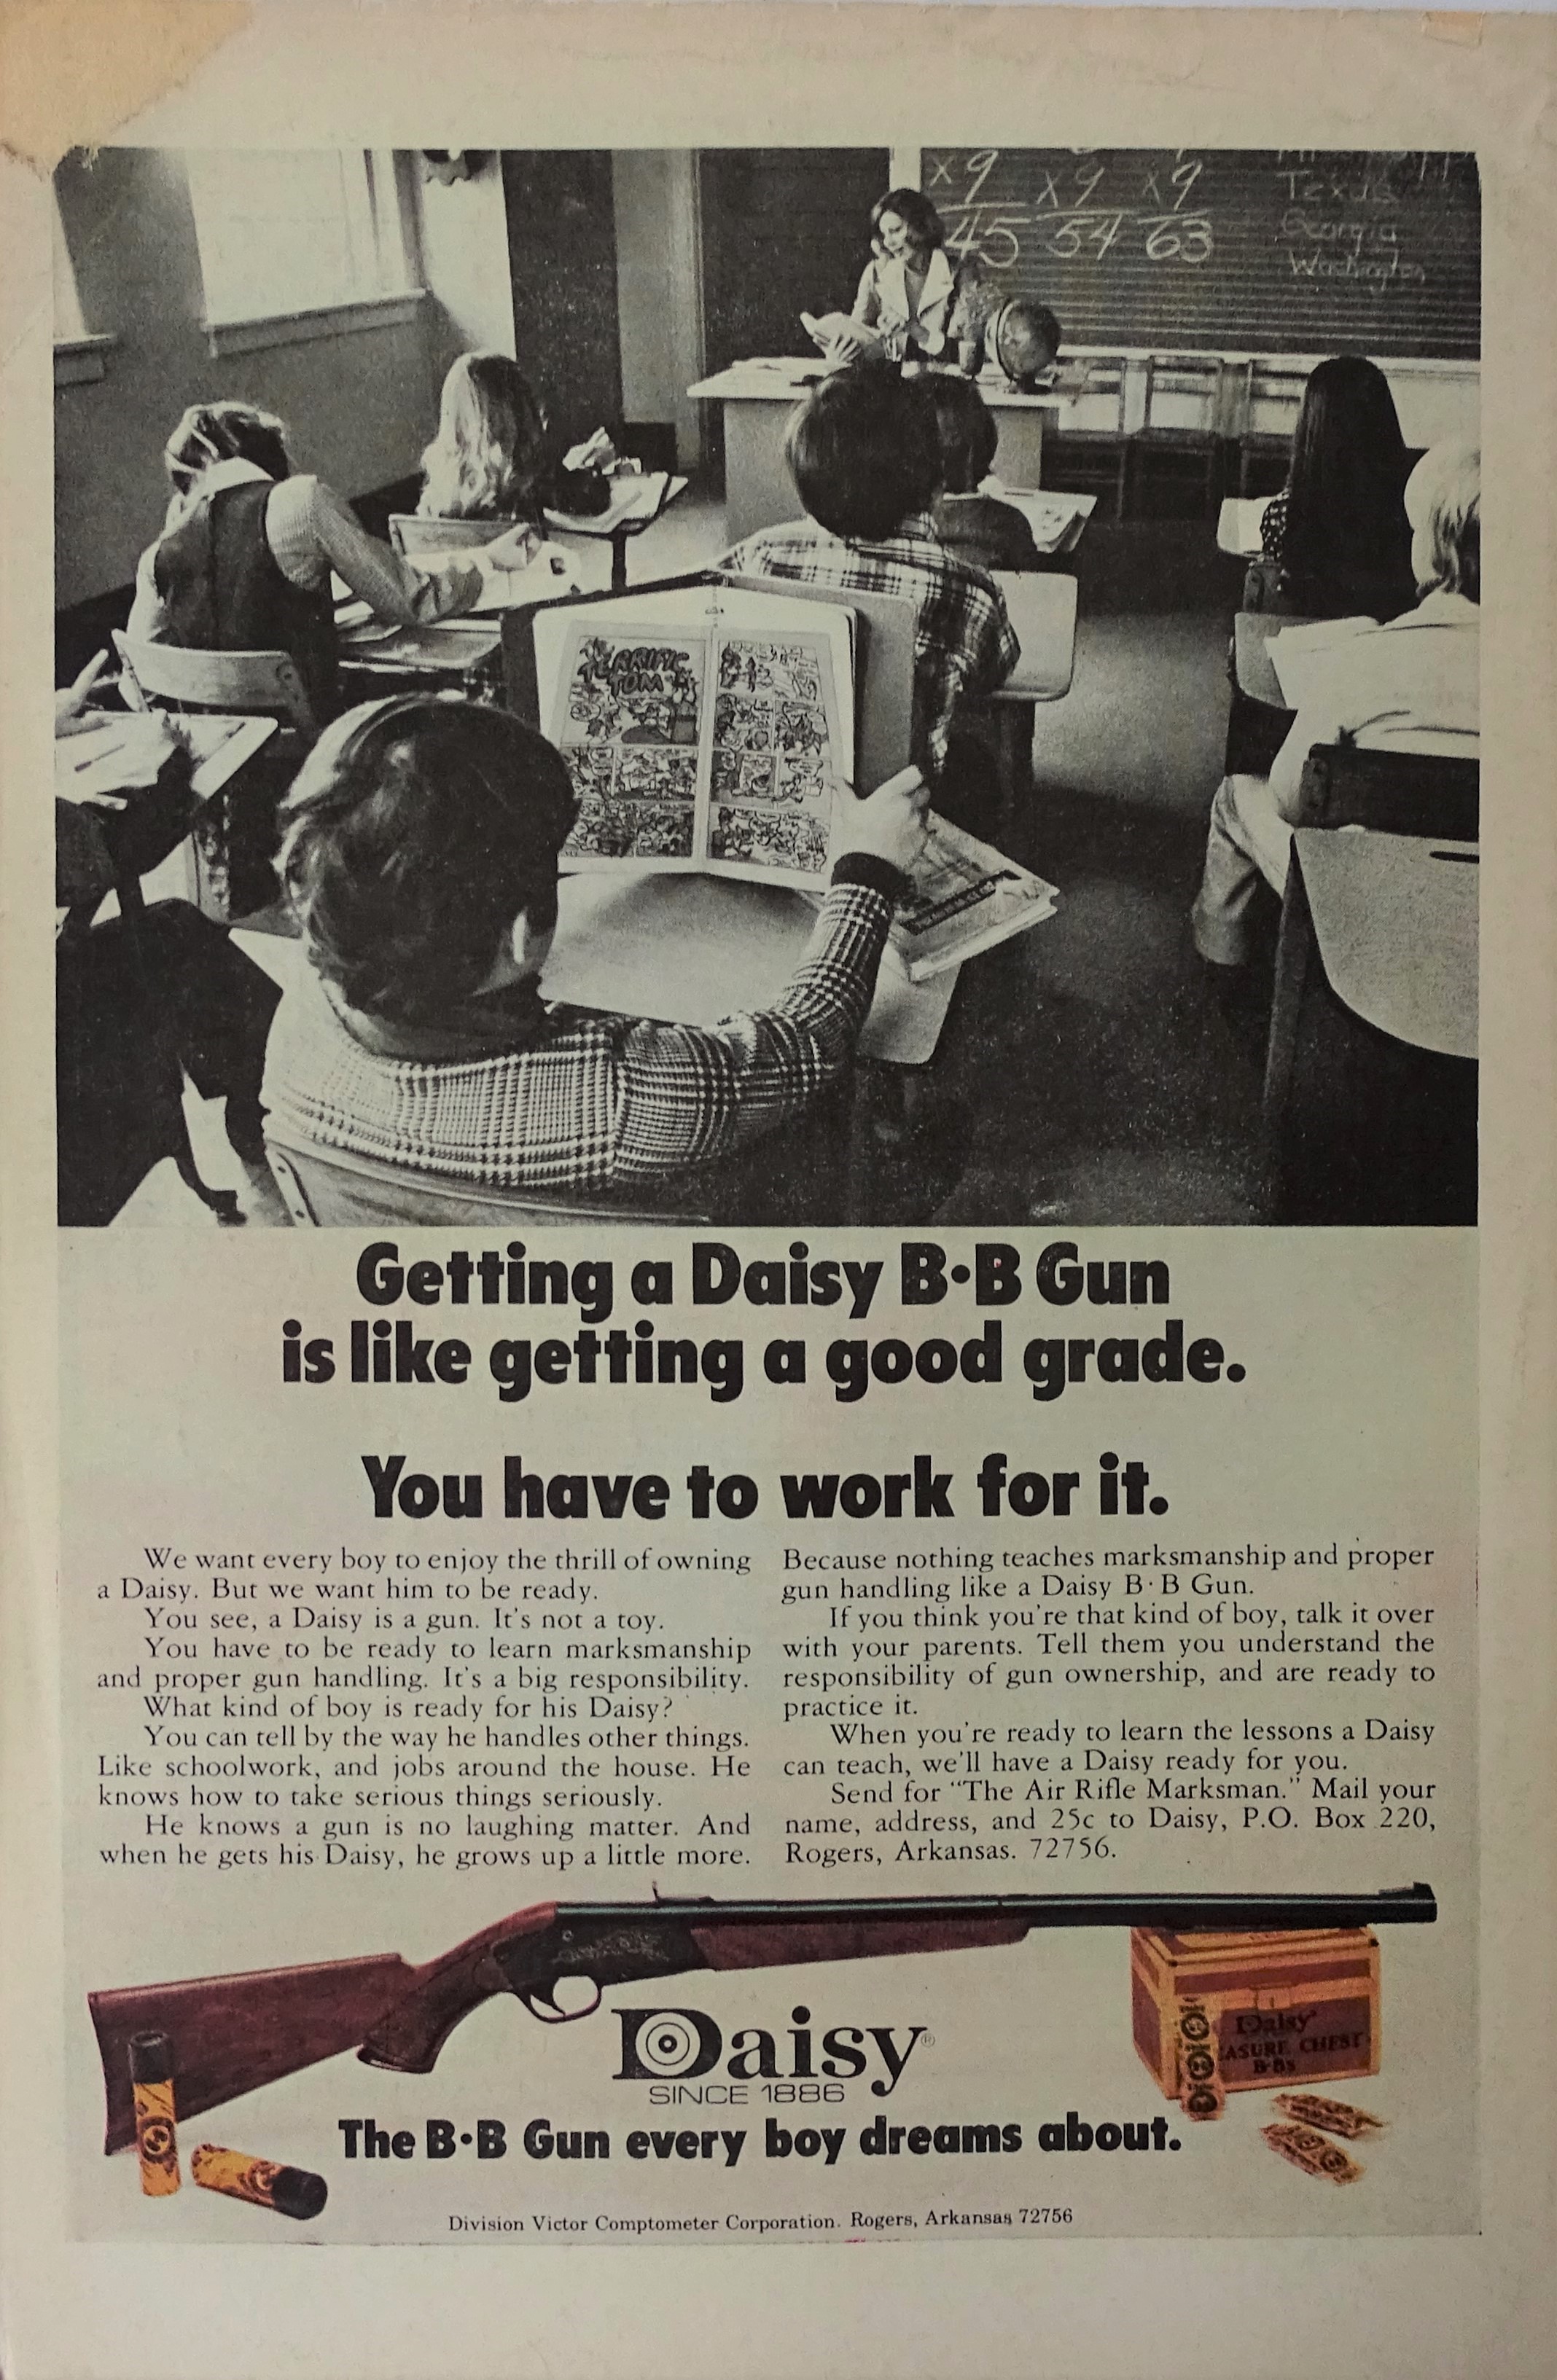 x9 x9 x9
45 54 63
Texas
Georgia
Washington
TERRIFIC
TOM
Getting a Daisy B·B Gun
is like getting a good grade.
You have to work for it.
We want every boy to enjoy the thrill of owning
a Daisy. But we want him to be ready.
You see, a Daisy is a gun. It's not a toy.
You have to be ready to learn marksmanship
and proper gun handling. It's a big responsibility.
What kind of boy is ready for his Daisy?
You can tell by the way he handles other things.
Like schoolwork, and jobs around the house. He
knows how to take serious things seriously.
He knows a gun is no laughing matter. And
when he gets his Daisy, he grows up a little more.
Because nothing teaches marksmanship and proper
gun handling like a Daisy B·B Gun.
If you think you're that kind of boy, talk it over
with your parents. Tell them you understand the
responsibility of gun ownership, and are ready to
practice it.
When you're ready to learn the lessons a Daisy
can teach, we'll have a Daisy ready for you.
Send for "The Air Rifle Marksman." Mail your
name, address, and 25c to Daisy, P.O. Box 220,
Rogers, Arkansas. 72756.
Daisy®
SINCE 1886
Daisy
ASURE CHEST
B·Bs
The B·B Gun every boy dreams about.
Division Victor Comptometer Corporation. Rogers, Arkansas 72756